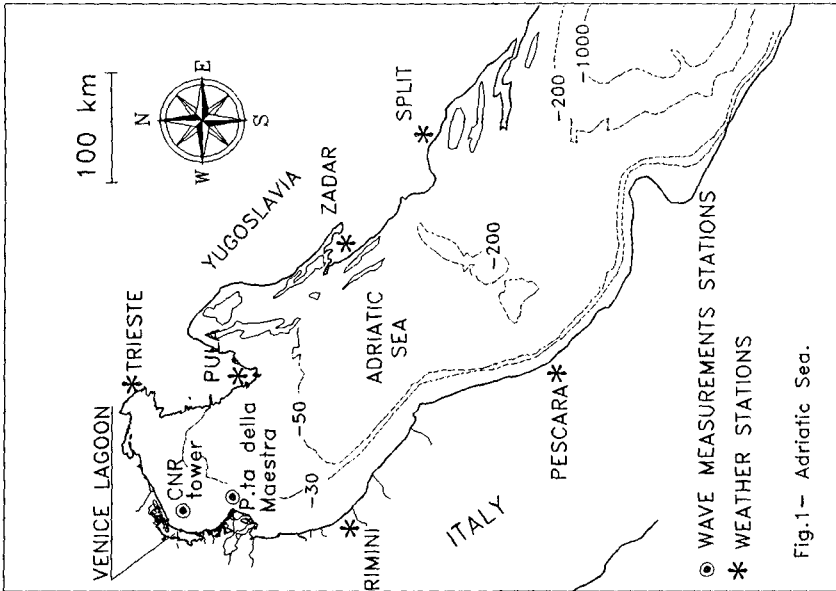 100 km
N
E
S
W
VENICE LAGOON
TRIESTE
YUGOSLAVIA
ZADAR
SPLIT
PULA
CNR
tower
P.ta della
Maestra
-50
-30
ADRIATIC
SEA
-200
-200
-1000
RIMINI
PESCARA
ITALY
WAVE MEASUREMENTS STATIONS
WEATHER STATIONS
Fig.1- Adriatic Sea.